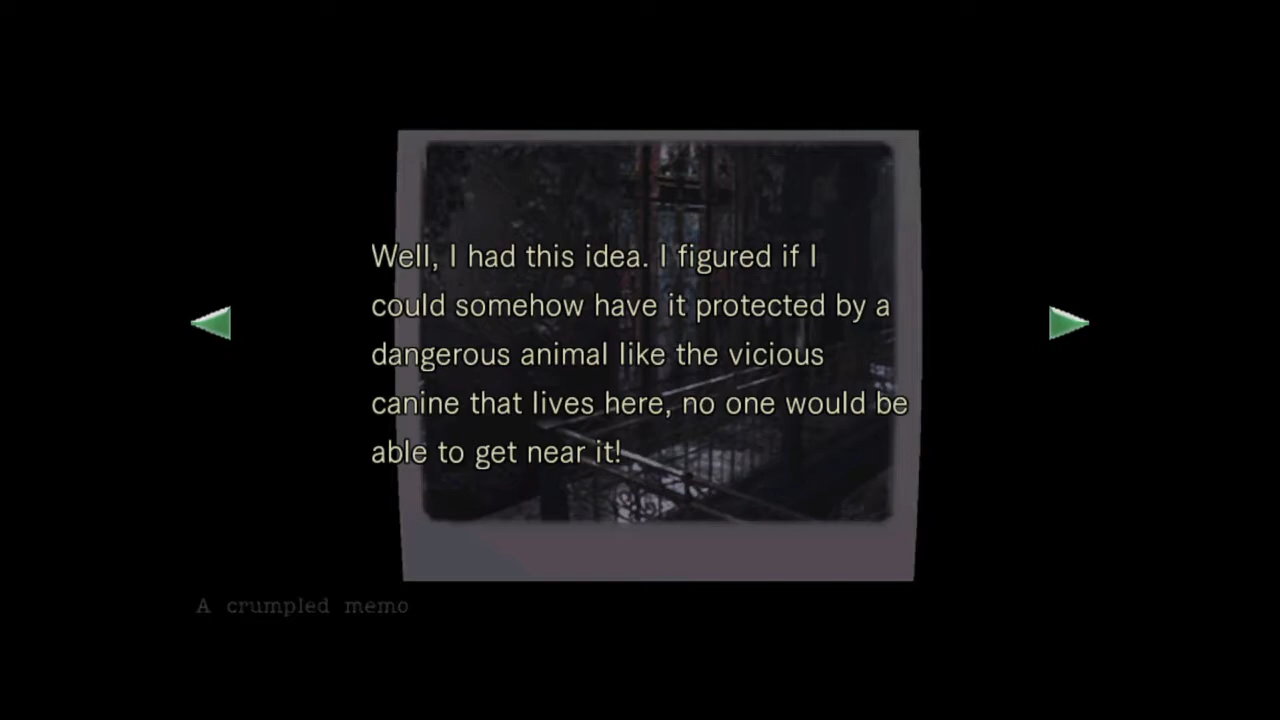 Well, I had this idea. I figured if I
could somehow have it protected by a
dangerous animal like the vicious
canine that lives here, no one would be
able to get near it!
A crumpled memo